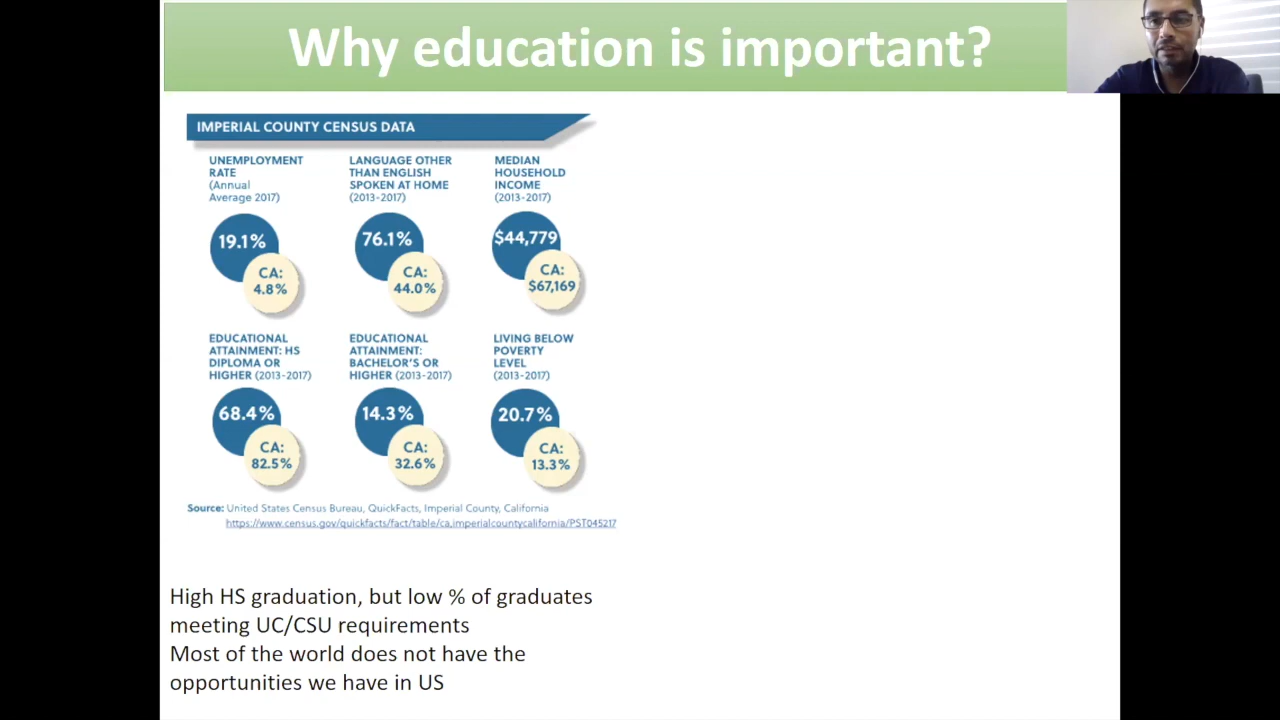 Why education is important?
IMPERIAL COUNTY CENSUS DATA
UNEMPLOYMENT
RATE
(Annual
Average 2017)
19.1%
CA:
4.8%
LANGUAGE OTHER
THAN ENGLISH
SPOKEN AT HOME
(2013-2017)
76.1%
CA:
44.0%
MEDIAN
HOUSEHOLD
INCOME
(2013-2017)
$44,779
CA:
$67,169
EDUCATIONAL
ATTAINMENT: HS
DIPLOMA OR
HIGHER (2013-2017)
68.4%
CA:
82.5%
EDUCATIONAL
ATTAINMENT:
BACHELOR'S OR
HIGHER (2013-2017)
14.3%
CA:
32.6%
LIVING BELOW
POVERTY
LEVEL
(2013-2017)
20.7%
CA:
13.3%
Source: United States Census Bureau, QuickFacts, Imperial County, California
https://www.census.gov/quickfacts/fact/table/ca,imperialcountycalifornia/PST045217
High HS graduation, but low % of graduates
meeting UC/CSU requirements
Most of the world does not have the
opportunities we have in US